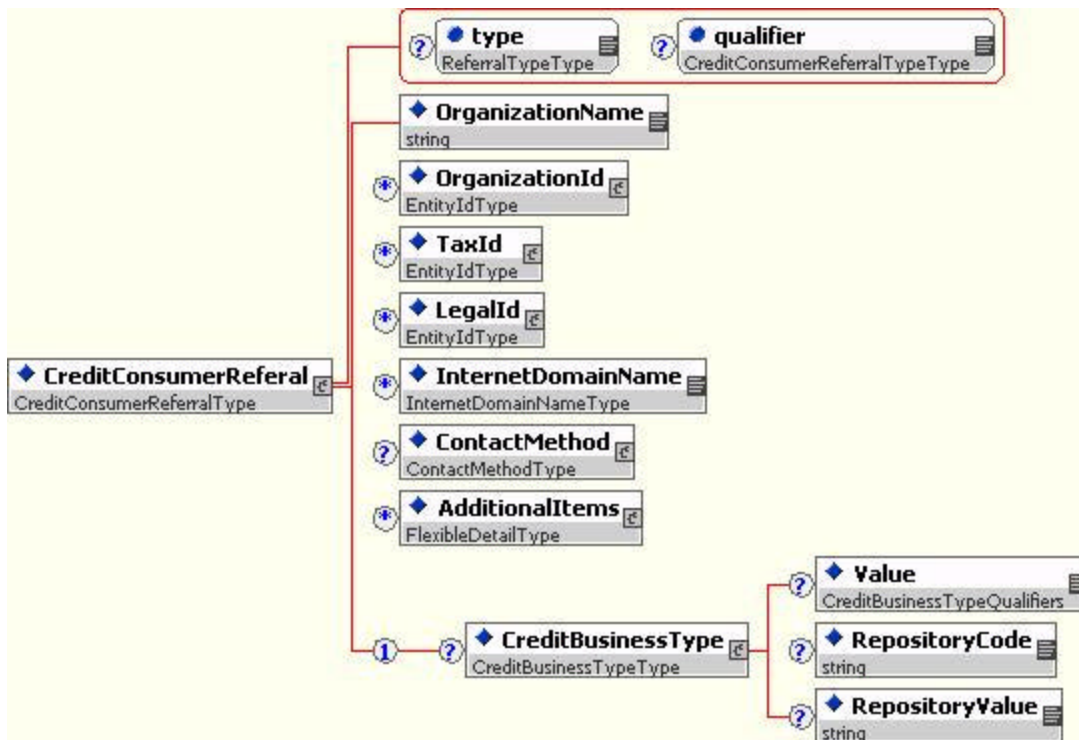 ? type ? qualifier
ReferralTypeType CreditConsumerReferralTypeType
OrganizationName
string
* OrganizationId
EntityIdType
* TaxId
EntityIdType
* LegalId
EntityIdType
CreditConsumerReferal
CreditConsumerReferralType
* InternetDomainName
InternetDomainNameType
? ContactMethod
ContactMethodType
* AdditionalItems
FlexibleDetailType
1 ? CreditBusinessType
CreditBusinessTypeType
? Value
CreditBusinessTypeQualifiers
? RepositoryCode
string
? RepositoryValue
string